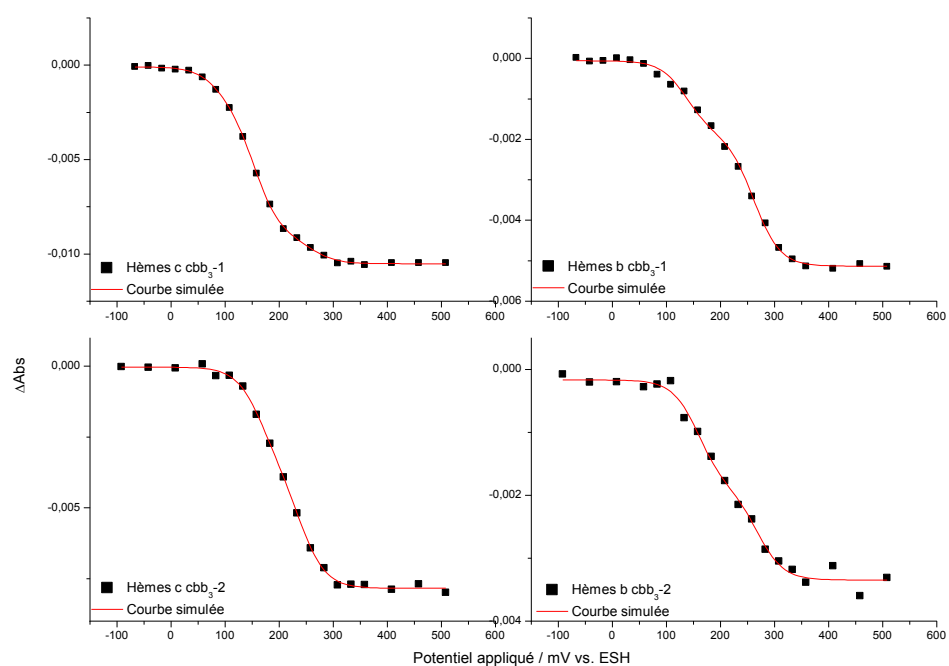 0,000
-0,005
-0,010
Hèmes c cbb3-1
Courbe simulée
-100 0 100 200 300 400 500 600
0,000
-0,002
-0,004
-0,006
Hèmes b cbb3-1
Courbe simulée
-100 0 100 200 300 400 500 600
ΔAbs
0,000
-0,005
Hèmes c cbb3-2
Courbe simulée
-100 0 100 200 300 400 500 600
0,000
-0,002
-0,004
Hèmes b cbb3-2
Courbe simulée
-100 0 100 200 300 400 500 600
Potentiel appliqué / mV vs. ESH